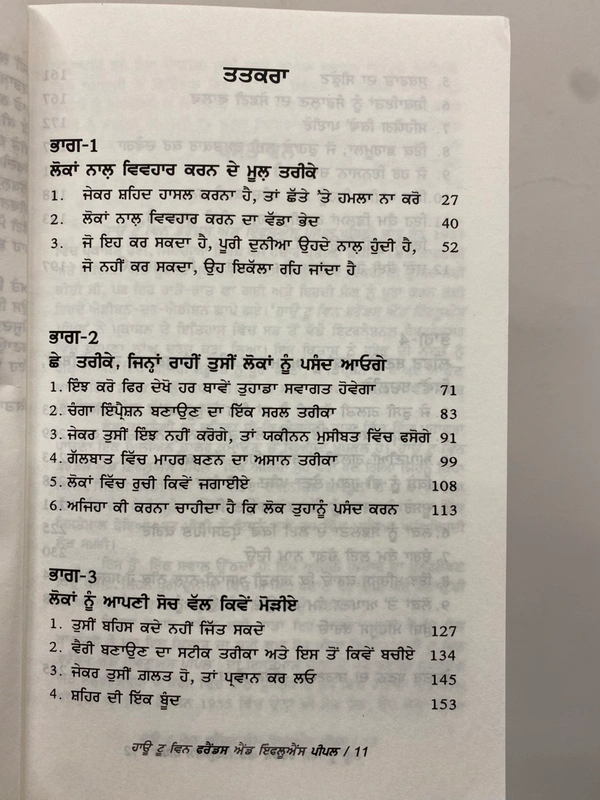 ਤਤਕਰਾ
ਭਾਗ-1
ਲੋਕਾਂ ਨਾਲ਼ ਵਿਵਹਾਰ ਕਰਨ ਦੇ ਮੂਲ਼ ਤਰੀਕੇ
1. ਜੇਕਰ ਸ਼ਹਿਦ ਹਾਸਲ ਕਰਨਾ ਹੈ, ਤਾਂ ਛੱਤੇ 'ਤੇ ਹਮਲਾ ਨਾ ਕਰੋ 27
2. ਲੋਕਾਂ ਨਾਲ਼ ਵਿਵਹਾਰ ਕਰਨ ਦਾ ਵੱਡਾ ਭੇਦ 40
3. ਜੋ ਇਹ ਕਰ ਸਕਦਾ ਹੈ, ਪੂਰੀ ਦੁਨੀਆ ਉਹਦੇ ਨਾਲ਼ ਹੁੰਦੀ ਹੈ, 52
ਜੋ ਨਹੀਂ ਕਰ ਸਕਦਾ, ਉਹ ਇਕੱਲਾ ਰਹਿ ਜਾਂਦਾ ਹੈ
ਭਾਗ-2
ਛੇ ਤਰੀਕੇ, ਜਿਨ੍ਹਾਂ ਰਾਹੀਂ ਤੁਸੀਂ ਲੋਕਾਂ ਨੂੰ ਪਸੰਦ ਆਓਗੇ
1. ਇੰਝ ਕਰੋ ਫਿਰ ਦੇਖੋ ਹਰ ਥਾਵੇਂ ਤੁਹਾਡਾ ਸਵਾਗਤ ਹੋਵੇਗਾ 71
2. ਚੰਗਾ ਇੰਪ੍ਰੈਸ਼ਨ ਬਣਾਉਣ ਦਾ ਇੱਕ ਸਰਲ ਤਰੀਕਾ 83
3. ਜੇਕਰ ਤੁਸੀਂ ਇੰਝ ਨਹੀਂ ਕਰੋਗੇ, ਤਾਂ ਯਕੀਨਨ ਮੁਸੀਬਤ ਵਿੱਚ ਫਸੋਗੇ 91
4. ਗੱਲਬਾਤ ਵਿੱਚ ਮਾਹਰ ਬਣਨ ਦਾ ਅਸਾਨ ਤਰੀਕਾ 99
5. ਲੋਕਾਂ ਵਿੱਚ ਰੁਚੀ ਕਿਵੇਂ ਜਗਾਈਏ 108
6. ਅਜਿਹਾ ਕੀ ਕਰਨਾ ਚਾਹੀਦਾ ਹੈ ਕਿ ਲੋਕ ਤੁਹਾਨੂੰ ਪਸੰਦ ਕਰਨ 113
ਭਾਗ-3
ਲੋਕਾਂ ਨੂੰ ਆਪਣੀ ਸੋਚ ਵੱਲ ਕਿਵੇਂ ਮੋੜੀਏ
1. ਤੁਸੀਂ ਬਹਿਸ ਕਦੇ ਨਹੀਂ ਜਿੱਤ ਸਕਦੇ 127
2. ਵੈਰੀ ਬਣਾਉਣ ਦਾ ਸਟੀਕ ਤਰੀਕਾ ਅਤੇ ਇਸ ਤੋਂ ਕਿਵੇਂ ਬਚੀਏ 134
3. ਜੇਕਰ ਤੁਸੀਂ ਗ਼ਲਤ ਹੋ, ਤਾਂ ਪ੍ਰਵਾਨ ਕਰ ਲਓ 145
4. ਸ਼ਹਿਰ ਦੀ ਇੱਕ ਬੂੰਦ 153
ਹਾਊ ਟੂ ਵਿਨ ਫਰੈਂਡਸ ਐਂਡ ਇਫਲੂਐਂਸ ਪੀਪਲ / 11